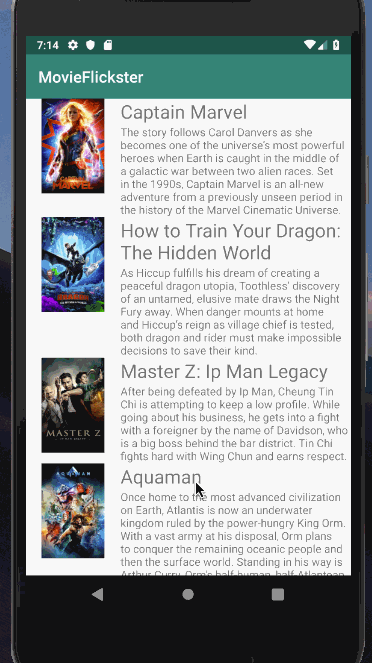 7:14
MovieFlickster
Captain Marvel
The story follows Carol Danvers as she
becomes one of the universe's most powerful
heroes when Earth is caught in the middle of
a galactic war between two alien races. Set
in the 1990s, Captain Marvel is an all-new
adventure from a previously unseen period in
the history of the Marvel Cinematic Universe.
How to Train Your Dragon:
The Hidden World
As Hiccup fulfills his dream of creating a
peaceful dragon utopia, Toothless' discovery
of an untamed, elusive mate draws the Night
Fury away. When danger mounts at home
and Hiccup's reign as village chief is tested,
both dragon and rider must make impossible
decisions to save their kind.
MASTER Z
Master Z: Ip Man Legacy
After being defeated by Ip Man, Cheung Tin
Chi is attempting to keep a low profile. While
going about his business, he gets into a fight
with a foreigner by the name of Davidson, who
is a big boss behind the bar district. Tin Chi
fights hard with Wing Chun and earns respect.
AQUAMAN
Aquaman
Once home to the most advanced civilization
on Earth, Atlantis is now an underwater
kingdom ruled by the power-hungry King Orm.
With a vast army at his disposal, Orm plans
to conquer the remaining oceanic people and
then the surface world. Standing in his way is
Arthur Curry, Orm's half-human, half-Atlantean